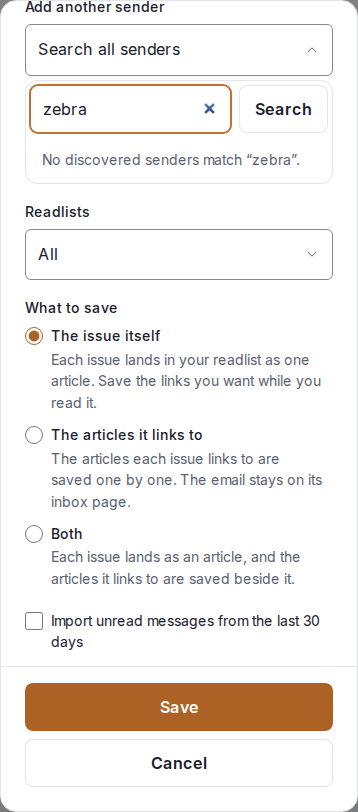 Add another sender
Search all senders
zebra
Search
No discovered senders match “zebra”.
Readlists
All
What to save
The issue itself
Each issue lands in your readlist as one
article. Save the links you want while you
read it.
The articles it links to
The articles each issue links to are
saved one by one. The email stays on its
inbox page.
Both
Each issue lands as an article, and the
articles it links to are saved beside it.
Import unread messages from the last 30
days
Save
Cancel